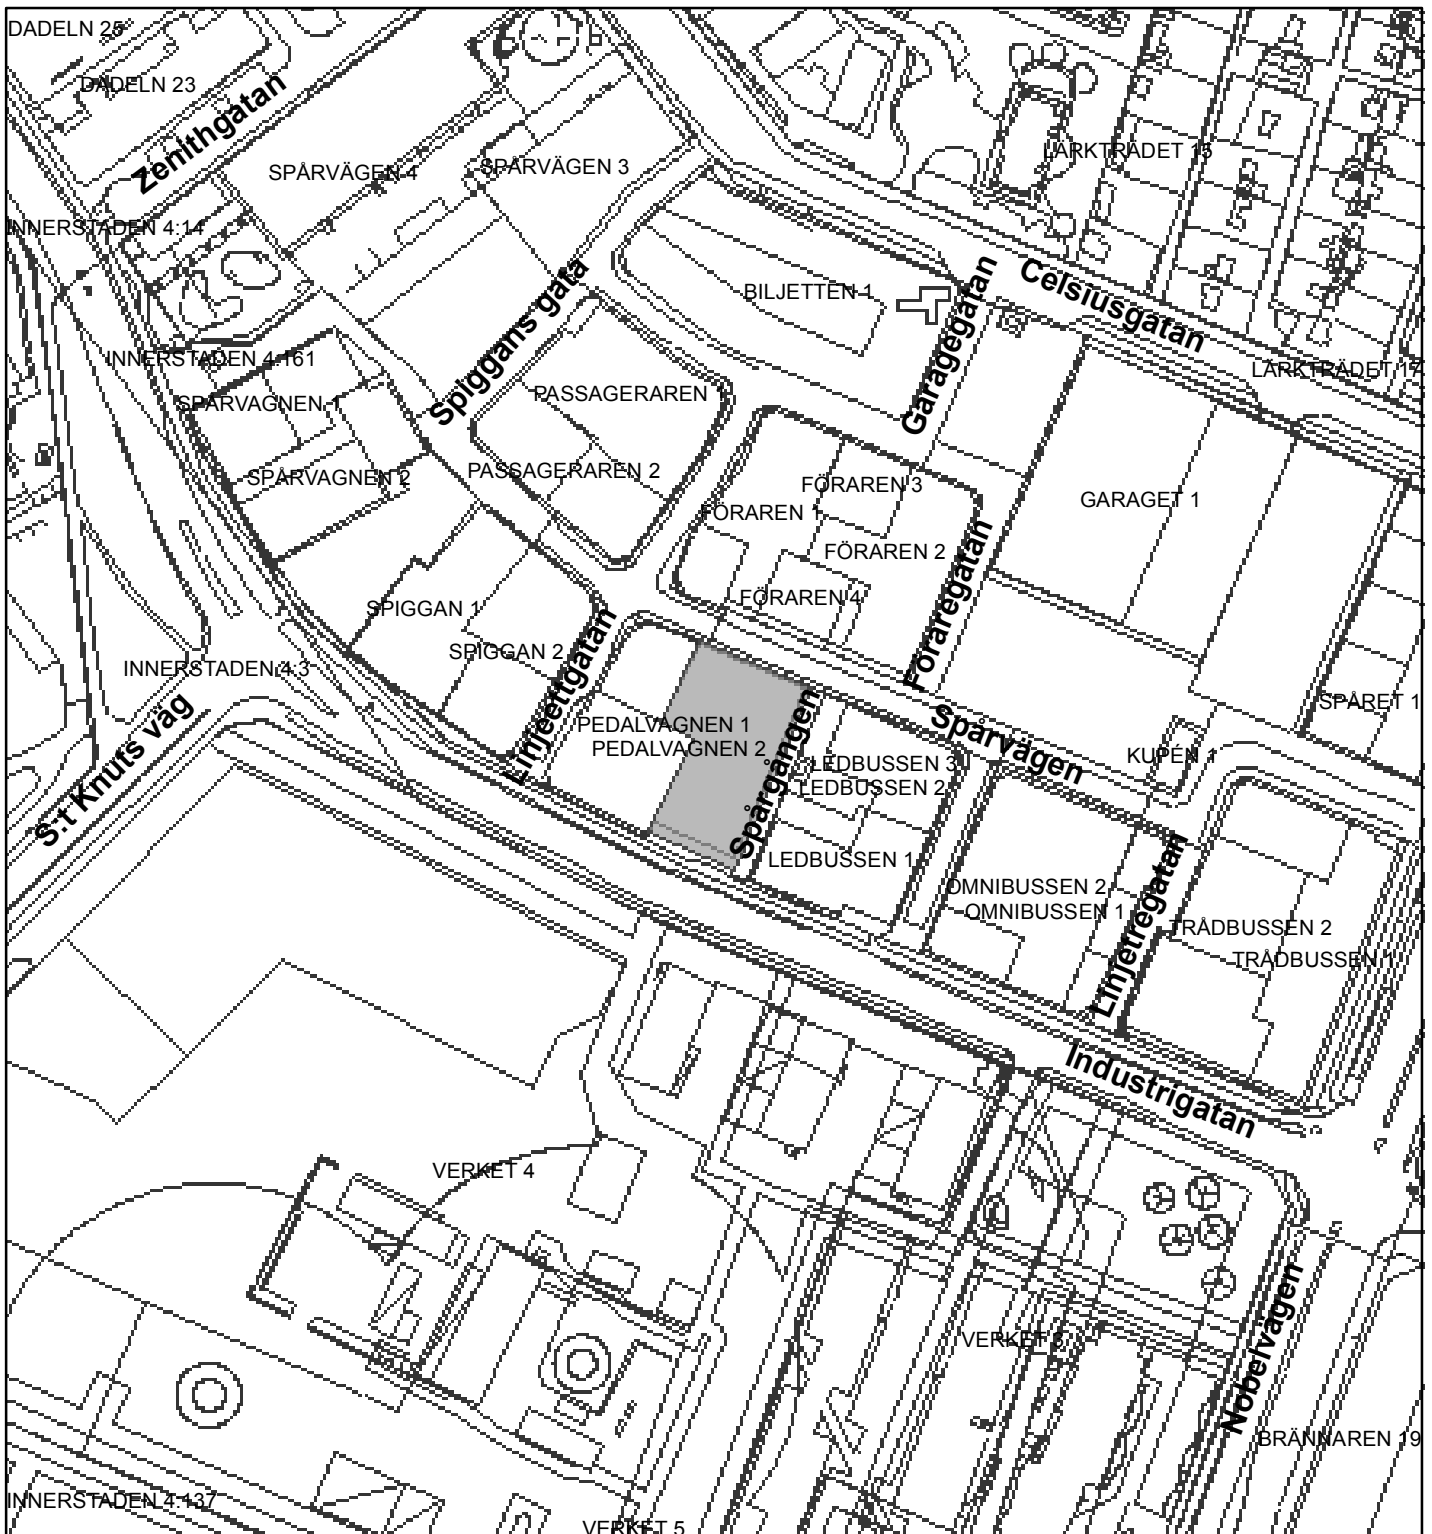 DADELN 25
DADELN 23
Zenithgatan
SPÅRVÄGEN 4
SPÅRVÄGEN 3
LÄRKTRÄDET 15
INNERSTADEN 4:14
Spiggans gata
BILJETTEN 1
Garagegatan
Celsiusgatan
INNERSTADEN 4:161
LÄRKTRÄDET 17
SPÅRVAGNEN 1
PASSAGERAREN 1
SPÅRVAGNEN 2
PASSAGERAREN 2
FÖRAREN 3
GARAGET 1
FÖRAREN 1
FÖRAREN 2
Föraregatan
FÖRAREN 4
SPIGGAN 1
SPIGGAN 2
Linjeettgatan
INNERSTADEN 4:3
S:t Knuts väg
SPÅRET 1
PEDALVAGNEN 1
PEDALVAGNEN 2
Spårgången
Spårvägen
KUPÉN 1
LEDBUSSEN 3
LEDBUSSEN 2
LEDBUSSEN 1
OMNIBUSSEN 2
OMNIBUSSEN 1
Linjetregatan
TRÅDBUSSEN 2
TRÅDBUSSEN 1
Industrigatan
VERKET 4
Nobelvägen
BRÄNNAREN 19
INNERSTADEN 4:137
VERKET 5